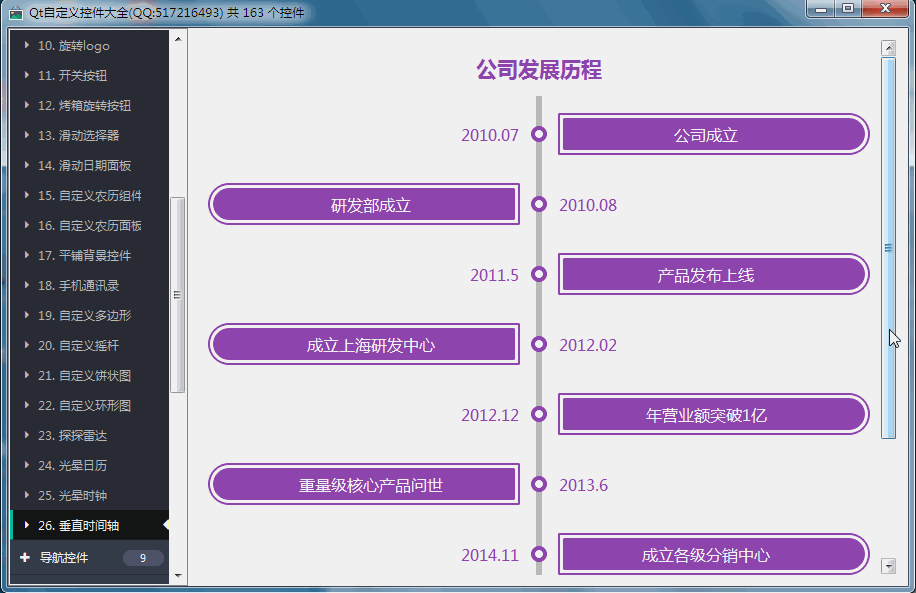 Qt自定义控件大全(QQ:517216493) 共 163 个控件
10. 旋转logo
11. 开关按钮
12. 烤箱旋转按钮
13. 滑动选择器
14. 滑动日期面板
15. 自定义农历组件
16. 自定义农历面板
17. 平铺背景控件
18. 手机通讯录
19. 自定义多边形
20. 自定义摇杆
21. 自定义饼状图
22. 自定义环形图
23. 探探雷达
24. 光晕日历
25. 光晕时钟
26. 垂直时间轴
导航控件 9
公司发展历程
2010.07 公司成立
研发部成立 2010.08
2011.5 产品发布上线
成立上海研发中心 2012.02
2012.12 年营业额突破1亿
重量级核心产品问世 2013.6
2014.11 成立各级分销中心